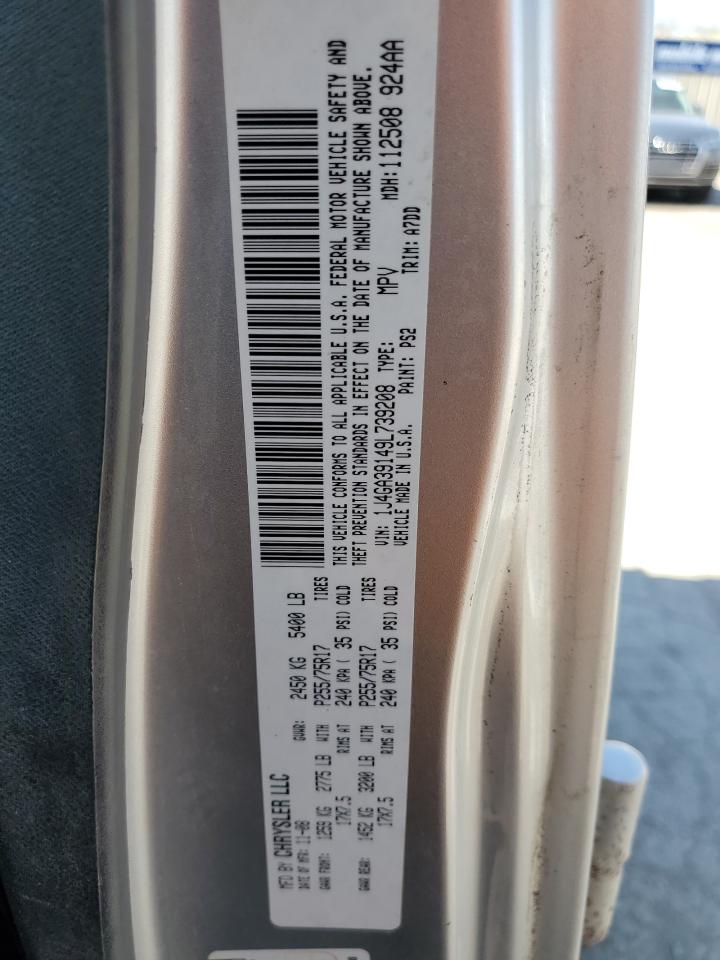 MFD BY CHRYSLER LLC
DATE OF MFR: 11-08 GVWR: 2450 KG 5400 LB
GAWR FRONT: 1259 KG 2775 LB WITH P255/75R17 TIRES
17X7.5 RIMS AT 240 KPA ( 35 PSI) COLD
GAWR REAR: 1452 KG 3200 LB WITH P255/75R17 TIRES
17X7.5 RIMS AT 240 KPA ( 35 PSI) COLD
THIS VEHICLE CONFORMS TO ALL APPLICABLE U.S.A. FEDERAL MOTOR VEHICLE SAFETY AND
THEFT PREVENTION STANDARDS IN EFFECT ON THE DATE OF MANUFACTURE SHOWN ABOVE.
VIN: 1J4GA39149L739208 TYPE: MPV MDH: 112508 924AA
VEHICLE MADE IN U.S.A. PAINT: PS2 TRIM: A7DD